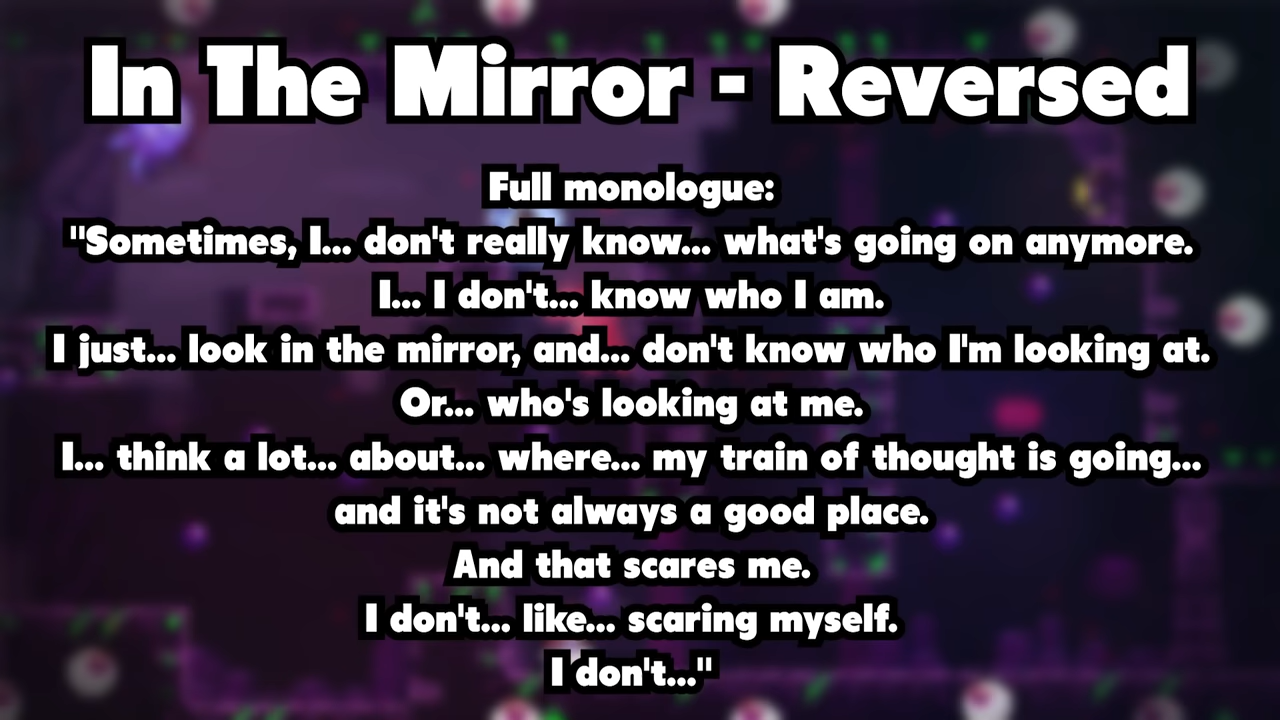 In The Mirror - Reversed
Full monologue:
"Sometimes, I... don't really know... what's going on anymore.
I... I don't... know who I am.
I just... look in the mirror, and... don't know who I'm looking at.
Or... who's looking at me.
I... think a lot... about... where... my train of thought is going...
and it's not always a good place.
And that scares me.
I don't... like... scaring myself.
I don't..."